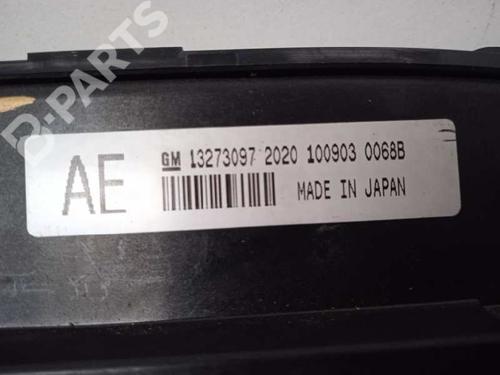 B-PARTS
AE
GM 13273097 2020 100903 0068B
MADE IN JAPAN